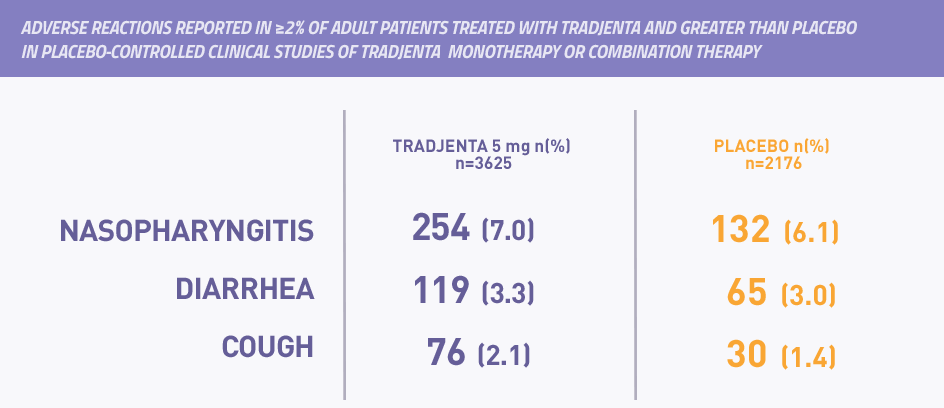 ADVERSE REACTIONS REPORTED IN ≥2% OF ADULT PATIENTS TREATED WITH TRADJENTA AND GREATER THAN PLACEBO
IN PLACEBO-CONTROLLED CLINICAL STUDIES OF TRADJENTA MONOTHERAPY OR COMBINATION THERAPY
TRADJENTA 5 mg n(%) PLACEBO n(%)
n=3625 n=2176
NASOPHARYNGITIS 254 (7.0) 132 (6.1)
DIARRHEA 119 (3.3) 65 (3.0)
COUGH 76 (2.1) 30 (1.4)